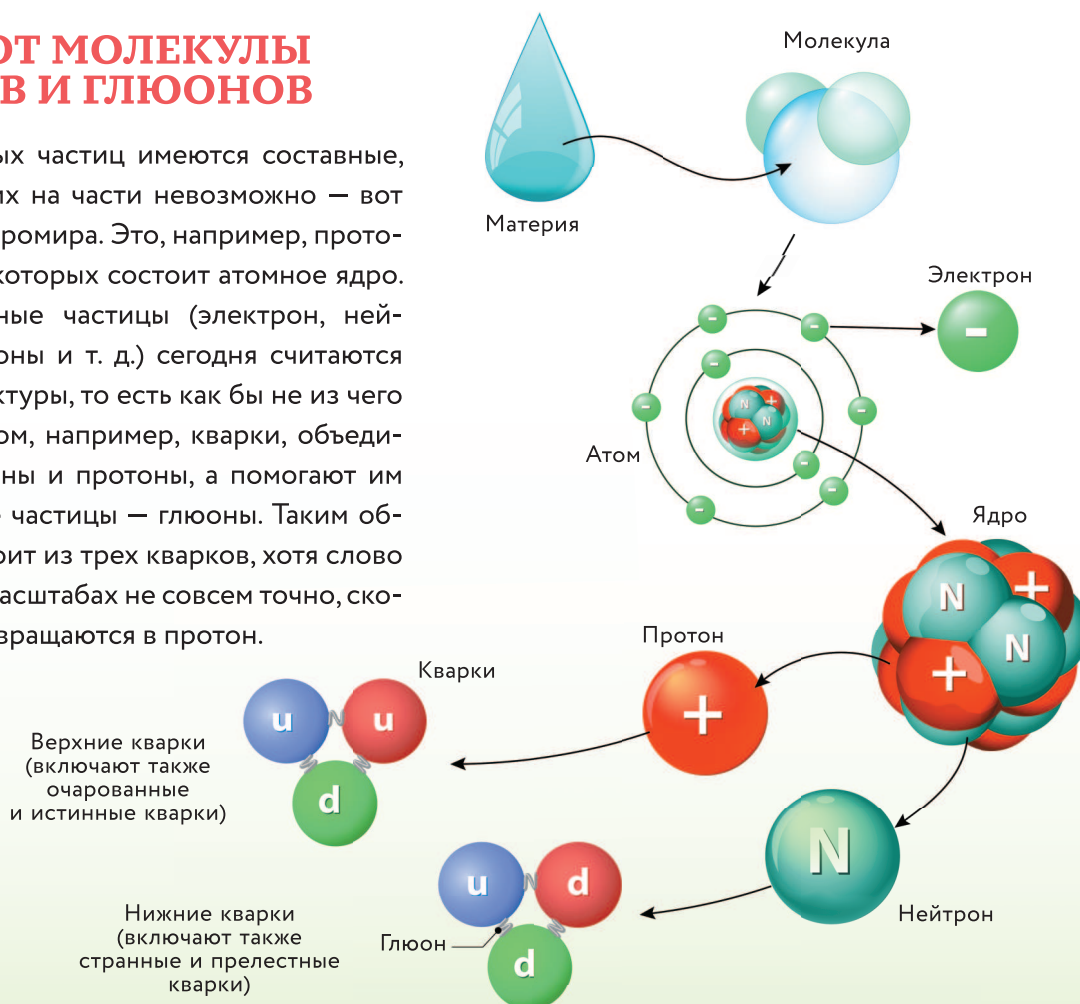 ОТ МОЛЕКУЛЫ
В И ГЛЮОНОВ
ых частиц имеются составные,
их на части невозможно — вот
ромира. Это, например, прото-
которых состоит атомное ядро.
ные частицы (электрон, ней-
оны и т. д.) сегодня считаются
ктуры, то есть как бы не из чего
ом, например, кварки, объеди-
ны и протоны, а помогают им
частицы — глюоны. Таким об-
оит из трех кварков, хотя слово
асштабах не совсем точно, ско-
вращаются в протон.
Материя
Молекула
Электрон
-
-
-
-
-
-
-
-
-
N
+
+
N
Атом
Ядро
N
+
N
+
Протон
+
Кварки
u
u
d
Верхние кварки
(включают также
очарованные
и истинные кварки)
N
Нейтрон
u
d
d
Глюон
Нижние кварки
(включают также
странные и прелестные
кварки)